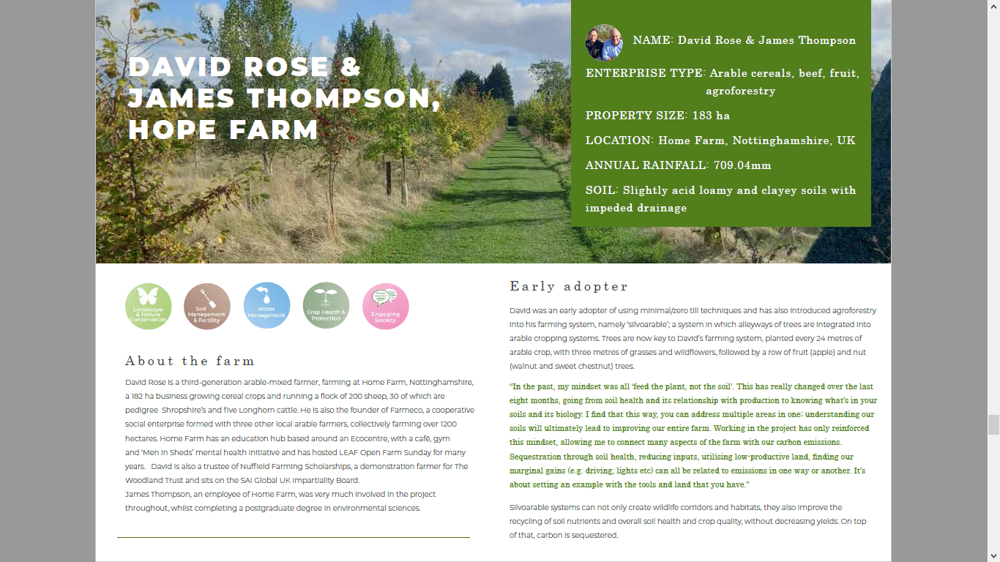 DAVID ROSE &
JAMES THOMPSON,
HOPE FARM
NAME: David Rose & James Thompson
ENTERPRISE TYPE: Arable cereals, beef, fruit,
agroforestry
PROPERTY SIZE: 183 ha
LOCATION: Home Farm, Nottinghamshire, UK
ANNUAL RAINFALL: 709.04mm
SOIL: Slightly acid loamy and clayey soils with
impeded drainage
Landscape
& Nature
Conservation
Soil
Management
& Fertility
Water
Management
Crop Health &
Protection
Engaging
Society
About the farm
David Rose is a third-generation arable-mixed farmer, farming at Home Farm, Nottinghamshire,
a 182 ha business growing cereal crops and running a flock of 200 sheep, 30 of which are
pedigree Shropshire's and five Longhorn cattle. He is also the founder of Farmeco, a cooperative
social enterprise formed with three other local arable farmers, collectively farming over 1200
hectares. Home Farm has an education hub based around an Ecocentre, with a café, gym
and 'Men in Sheds' mental health initiative and has hosted LEAF Open Farm Sunday for many
years. David is also a trustee of Nuffield Farming Scholarships, a demonstration farmer for The
Woodland Trust and sits on the SAI Global UK Impartiality Board.
James Thompson, an employee of Home Farm, was very much involved in the project
throughout, whilst completing a postgraduate degree in environmental sciences.
Early adopter
David was an early adopter of using minimal/zero till techniques and has also introduced agroforestry
into his farming system, namely 'silvoarable'; a system in which alleyways of trees are integrated into
arable cropping systems. Trees are now key to David's farming system, planted every 24 metres of
arable crop, with three metres of grasses and wildflowers, followed by a row of fruit (apple) and nut
(walnut and sweet chestnut) trees.
"In the past, my mindset was all 'feed the plant, not the soil'. This has really changed over the last
eight months, going from soil health and its relationship with production to knowing what's in your
soils and its biology. I find that this way, you can address multiple areas in one; understanding our
soils will ultimately lead to improving our entire farm. Working in the project has only reinforced
this mindset, allowing me to connect many aspects of the farm with our carbon emissions.
Sequestration through soil health, reducing inputs, utilising low-productive land, finding our
marginal gains (e.g. driving, lights etc) can all be related to emissions in one way or another. It's
about setting an example with the tools and land that you have."
Silvoarable systems can not only create wildlife corridors and habitats, they also improve the
recycling of soil nutrients and overall soil health and crop quality, without decreasing yields. On top
of that, carbon is sequestered.